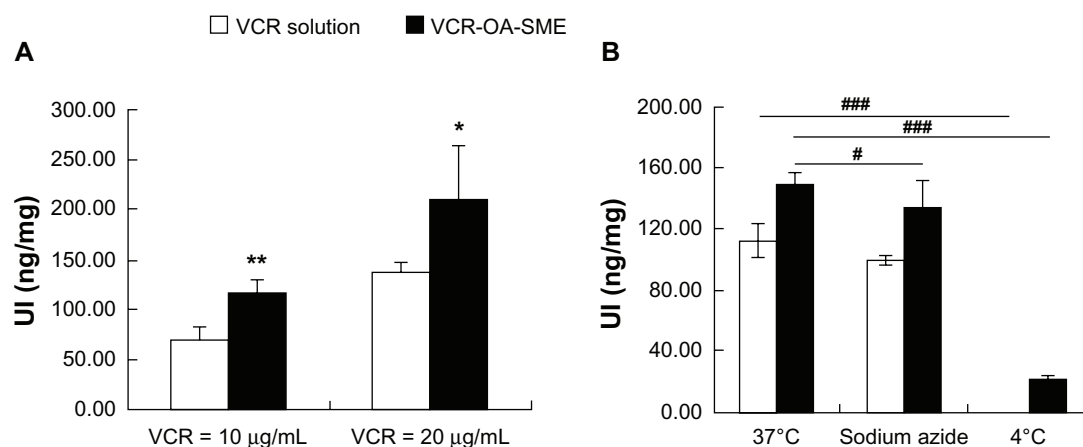 VCR solution VCR-OA-SME
A
300.00
250.00
200.00
150.00
100.00
50.00
0.00
UI (ng/mg)
**
*
VCR = 10 µg/mL VCR = 20 µg/mL
B
200.00
160.00
120.00
80.00
40.00
0.00
UI (ng/mg)
###
###
#
37°C Sodium azide 4°C